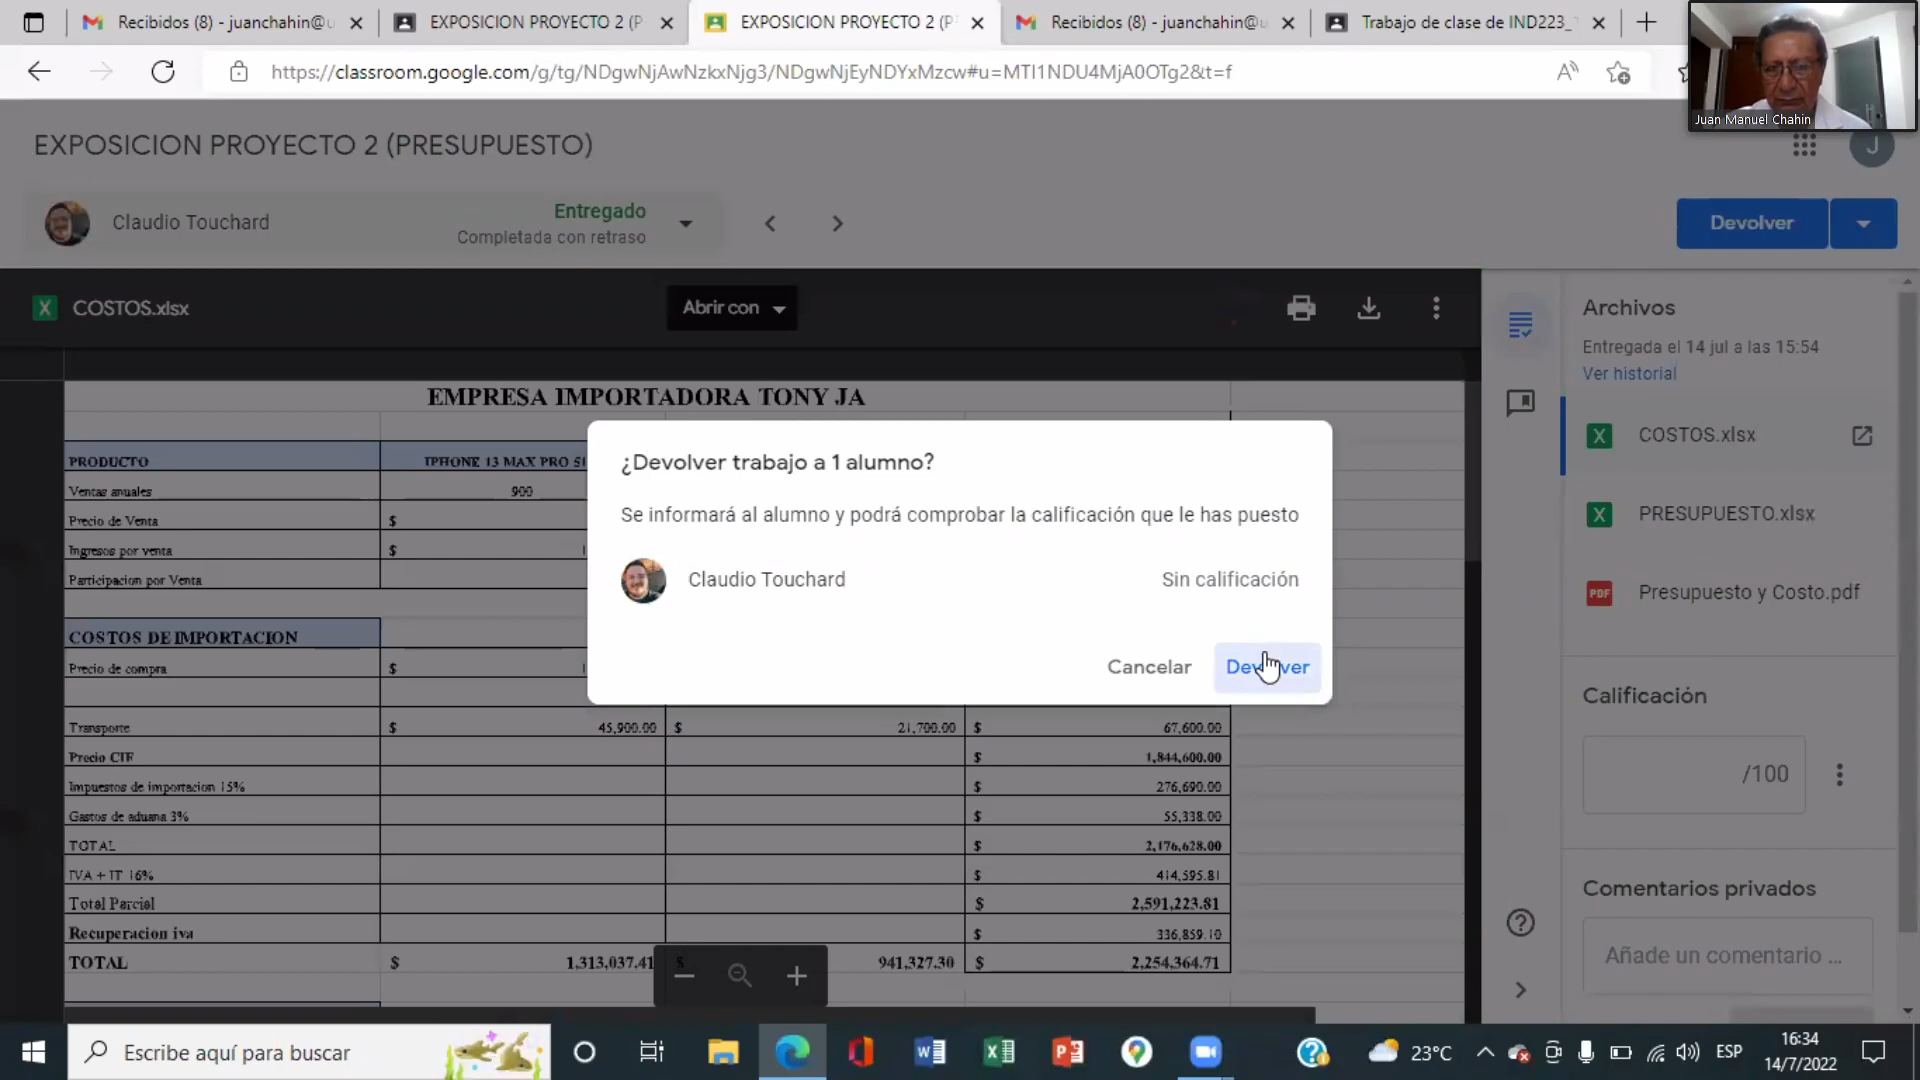 Recibidos (8) - juanchahin@u
EXPOSICION PROYECTO 2 (P
EXPOSICION PROYECTO 2 (P
Recibidos (8) - juanchahin@u
Trabajo de clase de IND223_
https://classroom.google.com/g/tg/NDgwNjAwNzkxNjg3/NDgwNjEyNDYxMzcw#u=MTI1NDU4MjA0OTg2&t=f
Juan Manuel Chahin
EXPOSICION PROYECTO 2 (PRESUPUESTO)
J
Claudio Touchard
Entregado
Completada con retraso
Devolver
COSTOS.xlsx
Abrir con
Archivos
Entregada el 14 jul a las 15:54
Ver historial
COSTOS.xlsx
PRESUPUESTO.xlsx
PDF Presupuesto y Costo.pdf
Calificación
/100
Comentarios privados
Añade un comentario ...
EMPRESA IMPORTADORA TONY JA
PRODUCTO IPHONE 13 MAX PRO 51
Ventas anuales 900
Precio de Venta $
Ingresos por venta $ 1
Participacion por Venta
COSTOS DE IMPORTACION
Precio de compra $ 1
Transporte $ 45,900.00 $ 21,700.00 $ 67,600.00
Precio CIF $ 1,844,600.00
Impuestos de importacion 15% $ 276,690.00
Gastos de aduana 3% $ 55,338.00
TOTAL $ 2,176,628.00
IVA + IT 16% $ 414,595.81
Total Parcial $ 2,591,223.81
Recuperacion iva $ 336,859.10
TOTAL $ 1,313,037.41 $ 941,327.30 $ 2,254,364.71
¿Devolver trabajo a 1 alumno?
Se informará al alumno y podrá comprobar la calificación que le has puesto
Claudio Touchard
Sin calificación
Cancelar
Devolver
Escribe aquí para buscar
23°C
ESP
16:34
14/7/2022